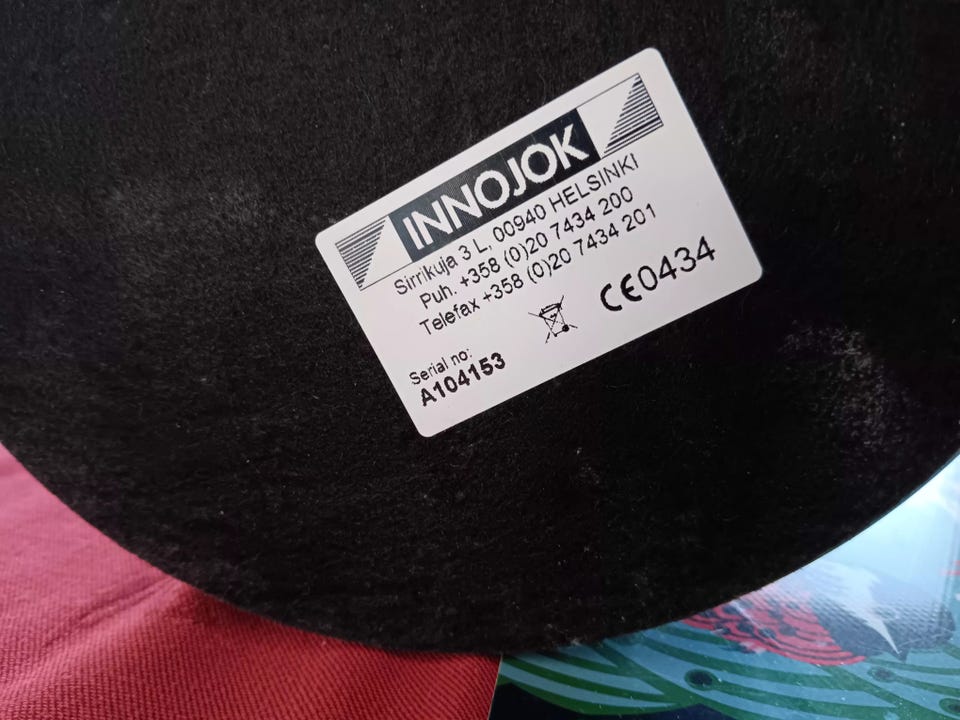 INNOJOK
Sirrikuja 3 L, 00940 HELSINKI
Puh. +358 (0)20 7434 200
Telefax +358 (0)20 7434 201
CE0434
Serial no:
A104153